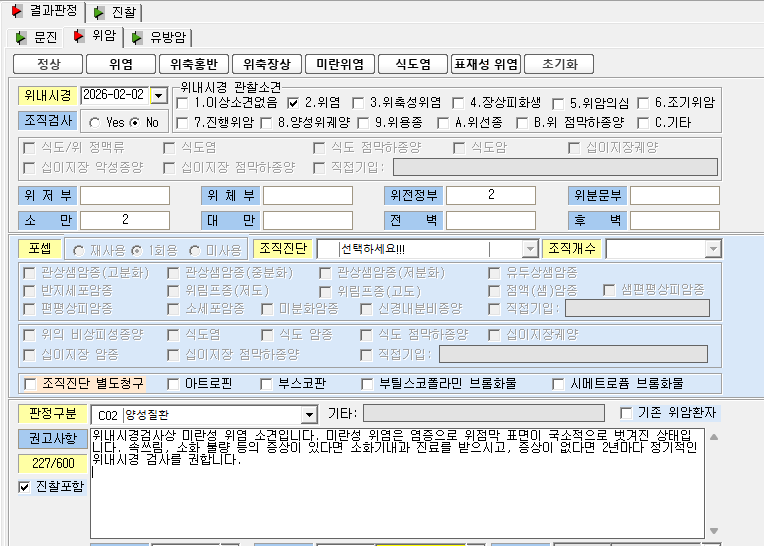 결과판정 진찰
문진 위암 유방암
정상 위염 위축홍반 위축장상 미란위염 식도염 표재성 위염 초기화
위내시경 2026-02-02 위내시경 관찰소견
1.이상소견없음 2.위염 3.위축성위염 4.장상피화생 5.위암의심 6.조기위암
조직검사 Yes No 7.진행위암 8.양성위궤양 9.위용종 A.위선종 B.위 점막하종양 C.기타
식도/위 정맥류 식도염 식도 점막하종양 식도암 십이지장궤양
십이지장 악성종양 십이지장 점막하종양 직접기입:
위 저 부 위 체 부 위전정부 2 위분문부
소 만 2 대 만 전 벽 후 벽
포셉 재사용 1회용 미사용 조직진단 선택하세요!!! 조직개수
관상샘암종(고분화) 관상샘암종(중분화) 관상샘암종(저분화) 유두상샘암종
반지세포암종 위림프종(저도) 위림프종(고도) 점액(샘)암종 샘편평상피암종
편평상피암종 소세포암종 미분화암종 신경내분비종양 직접기입:
위의 비상피성종양 식도염 식도 암종 식도 점막하종양 십이지장궤양
십이지장 암종 십이지장 점막하종양 직접기입:
조직진단 별도청구 아트로핀 부스코판 부틸스코폴라민 브롬화물 시메트로퓸 브롬화물
판정구분 C02 양성질환 기타: 기존 위암환자
권고사항 위내시경검사상 미란성 위염 소견입니다. 미란성 위염은 염증으로 위점막 표면이 국소적으로 벗겨진 상태입
니다. 속쓰림, 소화 불량 등의 증상이 있다면 소화기내과 진료를 받으시고, 증상이 없다면 2년마다 정기적인
227/600 위내시경 검사를 권합니다.
진찰포함